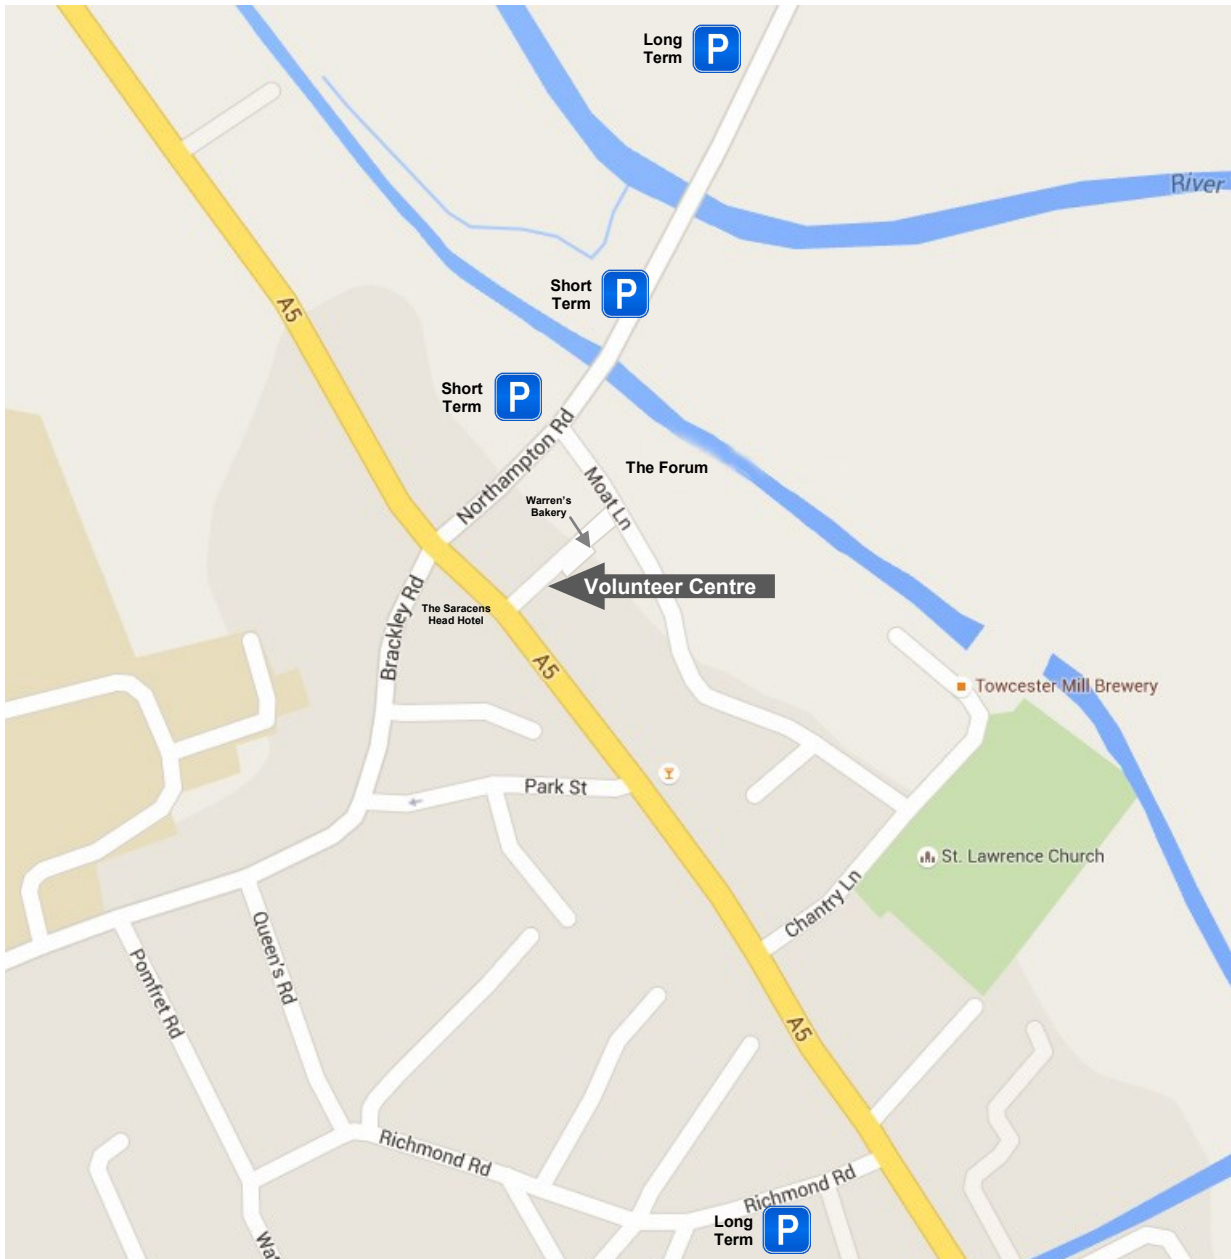 Long
Term
P
River
Short
Term
P
A5
Short
Term
P
Northampton Rd
The Forum
Moat Ln
Warren's
Bakery
Volunteer Centre
Brackley Rd
The Saracens
Head Hotel
A5
Towcester Mill Brewery
Park St
St. Lawrence Church
Chantry Ln
Queen's Rd
Pomfret Rd
A5
Richmond Rd
Richmond Rd
Long
Term
P
Wat